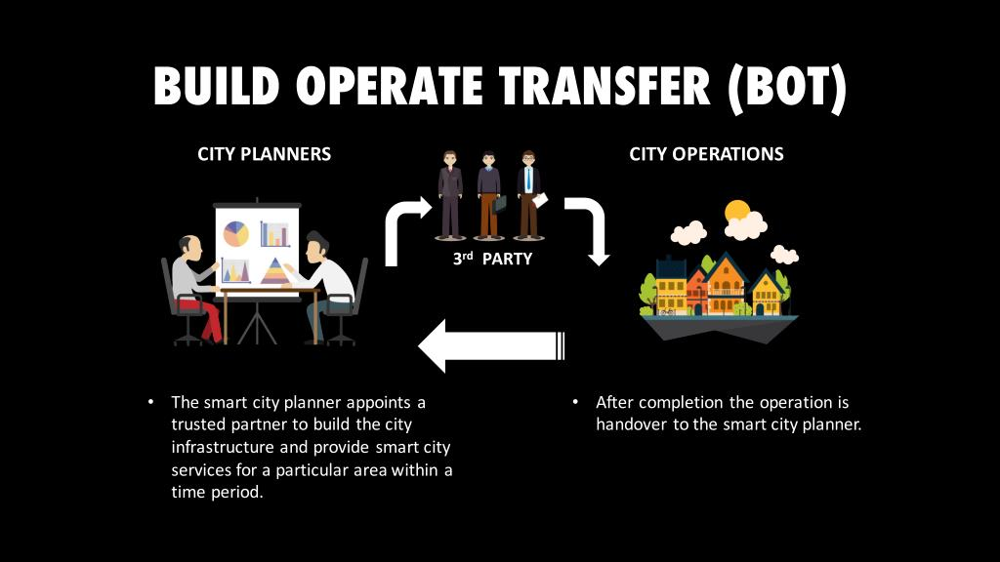 BUILD OPERATE TRANSFER (BOT)
CITY PLANNERS
CITY OPERATIONS
3rd PARTY
• The smart city planner appoints a
trusted partner to build the city
infrastructure and provide smart city
services for a particular area within a
time period.
• After completion the operation is
handover to the smart city planner.